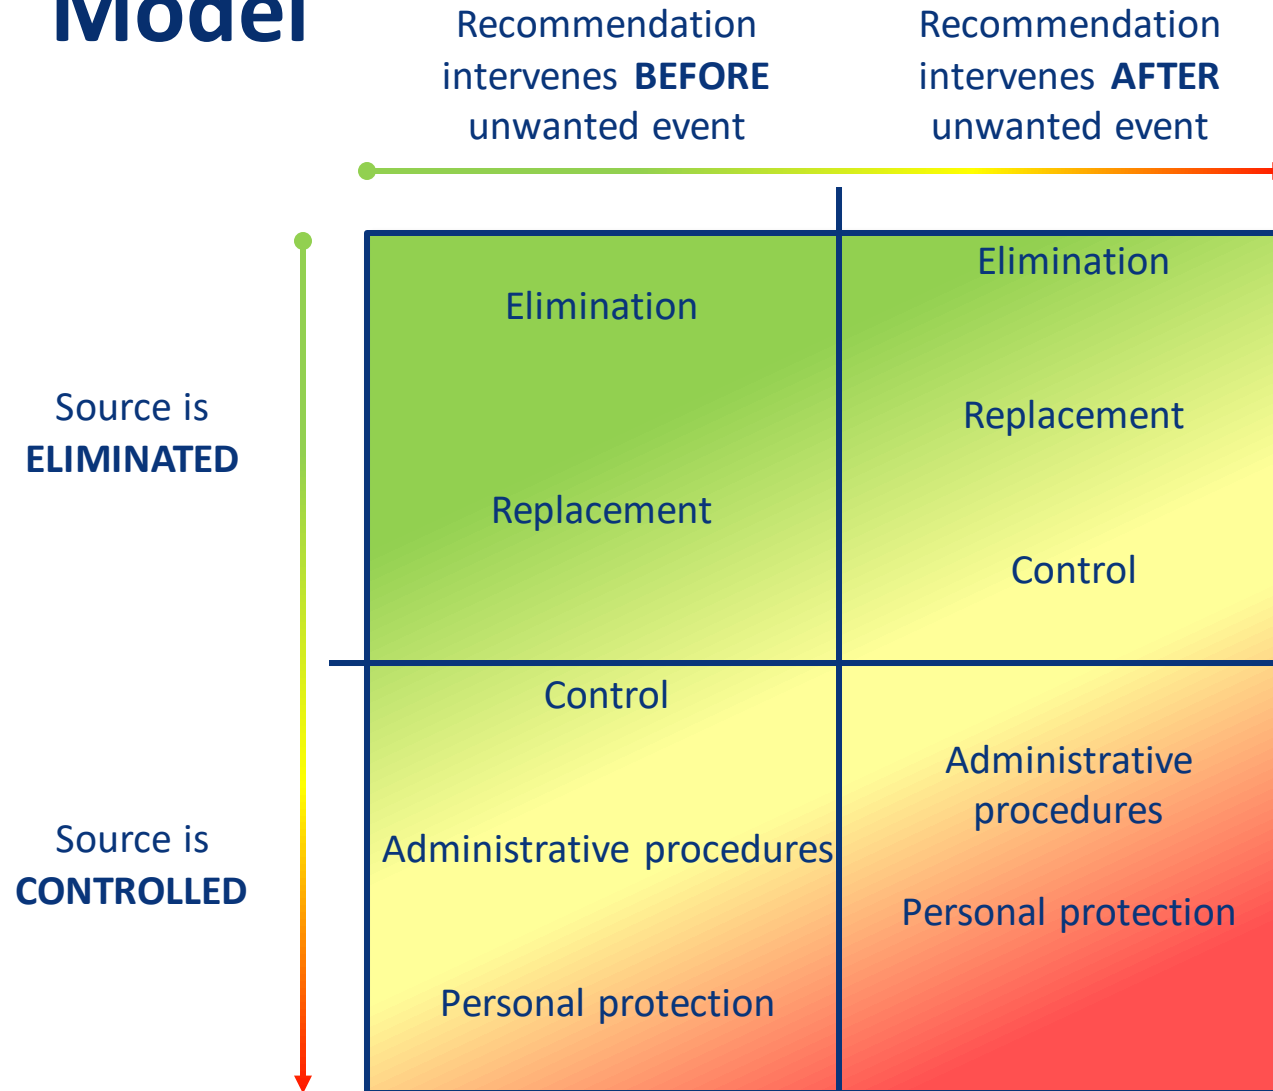 Model
Recommendation
intervenes BEFORE
unwanted event
Recommendation
intervenes AFTER
unwanted event
Source is
ELIMINATED
Source is
CONTROLLED
Elimination
Replacement
Elimination
Replacement
Control
Control
Administrative procedures
Personal protection
Administrative
procedures
Personal protection